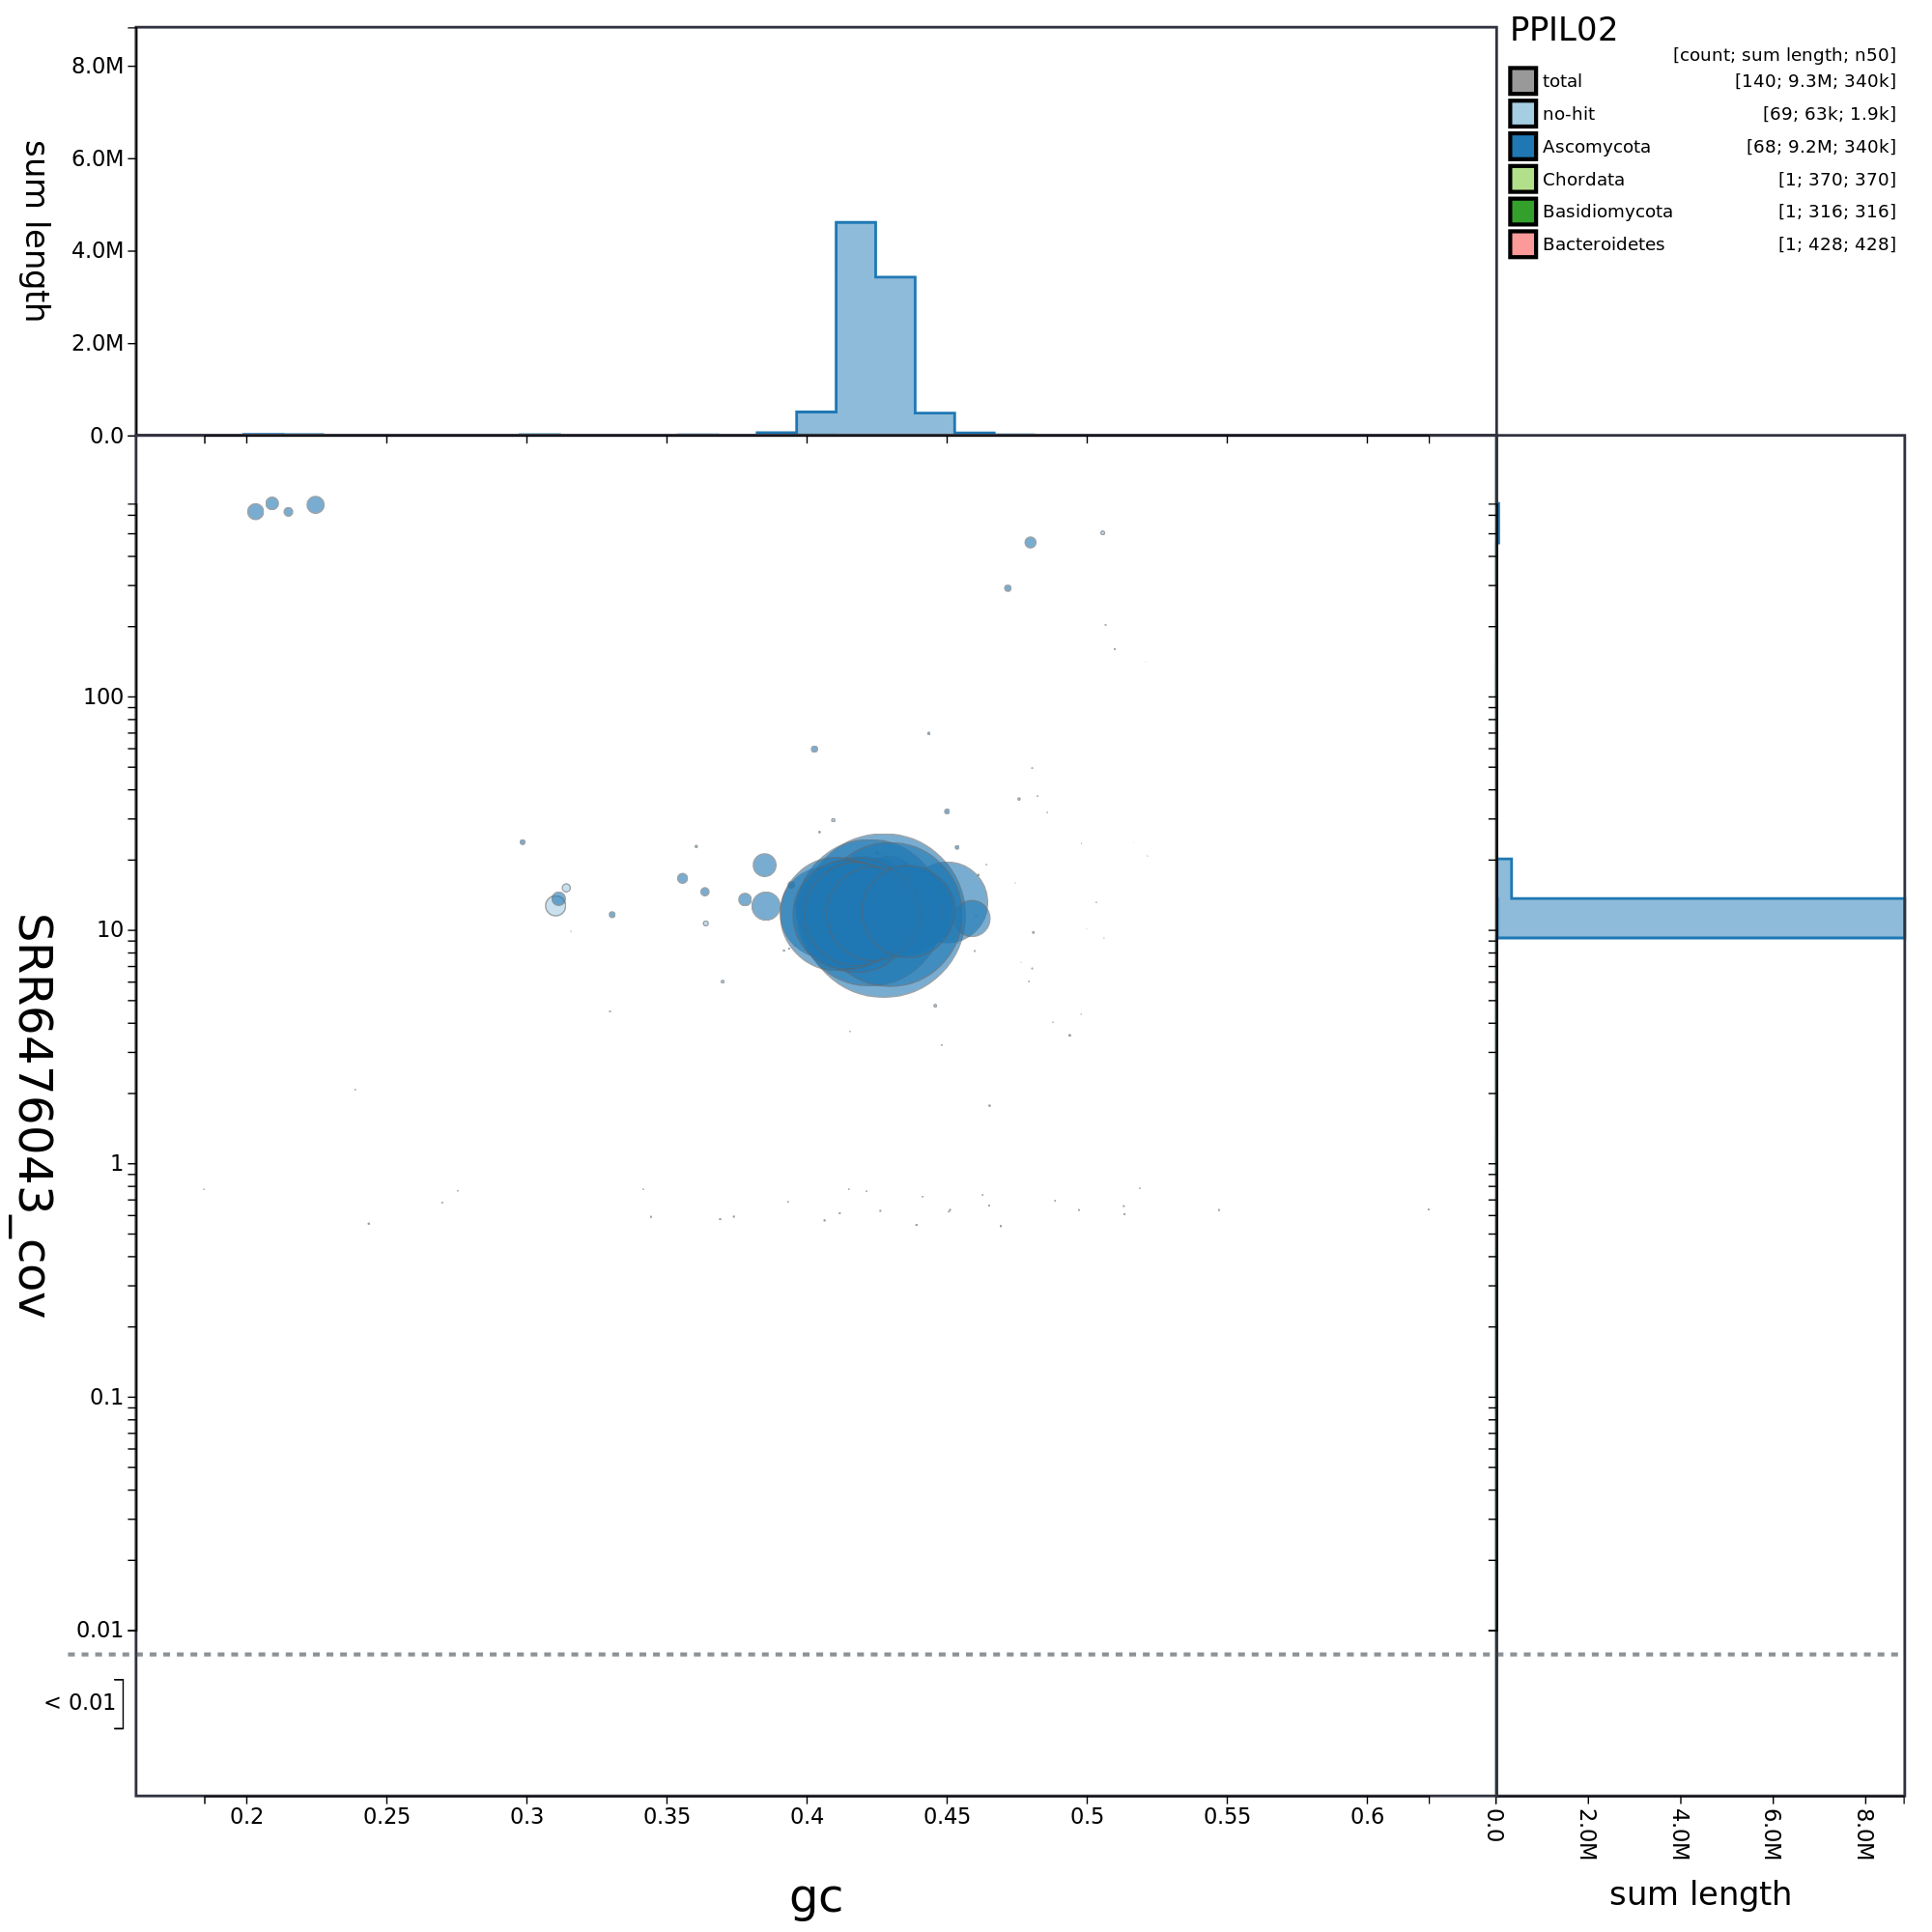 PPIL02
[count; sum length; n50]
total [140; 9.3M; 340k]
no-hit [69; 63k; 1.9k]
Ascomycota [68; 9.2M; 340k]
Chordata [1; 370; 370]
Basidiomycota [1; 316; 316]
Bacteroidetes [1; 428; 428]
sum length
8.0M
6.0M
4.0M
2.0M
0.0
SRR6476043_cov
100
10
1
0.1
0.01
< 0.01
0.2 0.25 0.3 0.35 0.4 0.45 0.5 0.55 0.6
gc
0.0 2.0M 4.0M 6.0M 8.0M
sum length